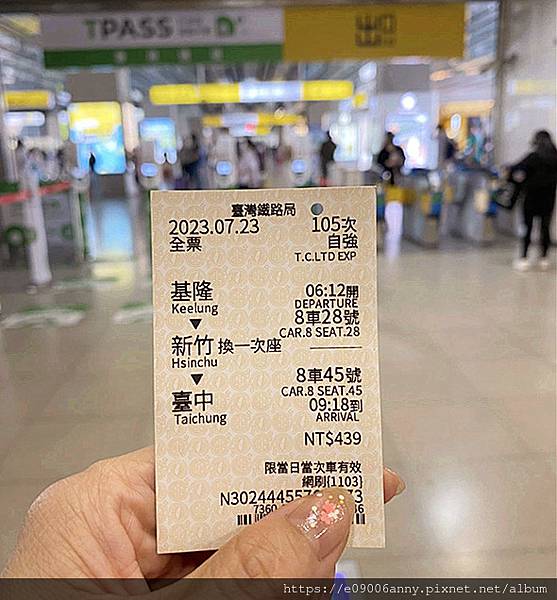 TPASS
臺灣鐵路局
2023.07.23 105次
全票 自強
T.C.LTD EXP
基隆 06:12開
Keelung DEPARTURE
8車28號
CAR.8 SEAT.28
新竹 換一次座
Hsinchu
8車45號
CAR.8 SEAT.45
臺中 09:18到
Taichung ARRIVAL
NT$439
限當日當次車有效
網刷{1103}
https://e09006anny.pixnet.net/album